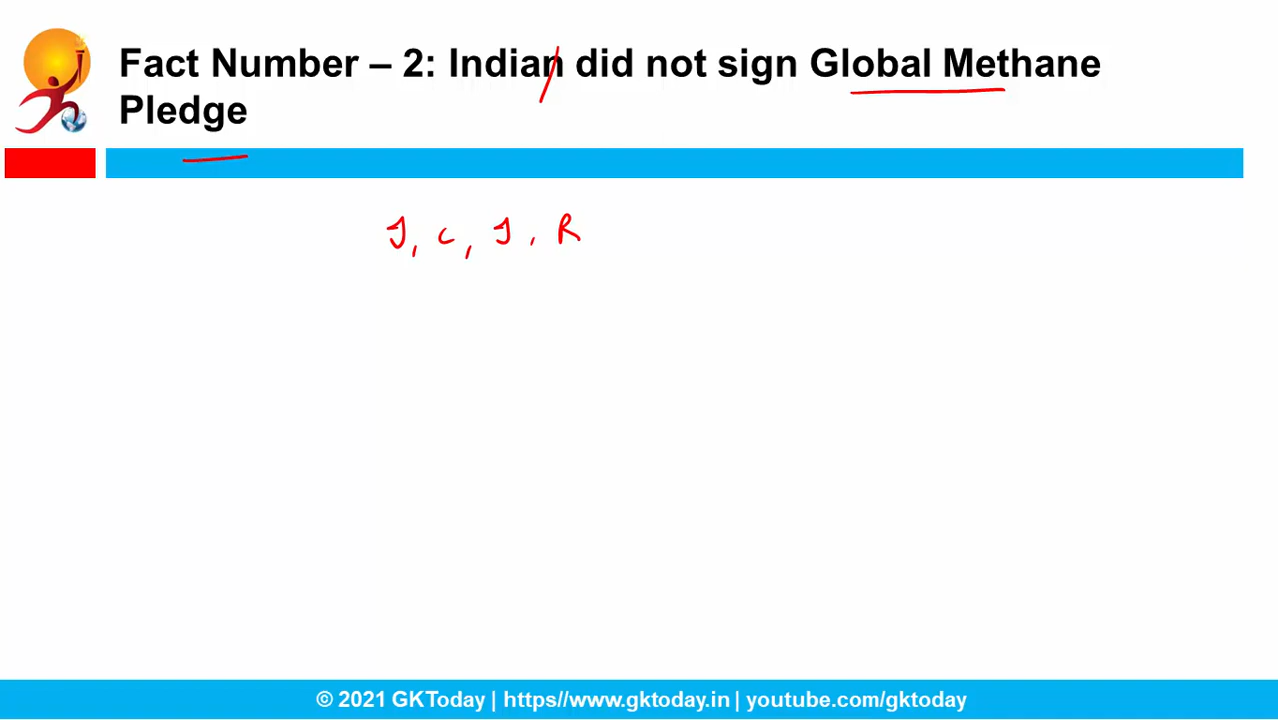 Fact Number – 2: Indian did not sign Global Methane
Pledge
I, C, I, R
© 2021 GKToday | https//www.gktoday.in | youtube.com/gktoday